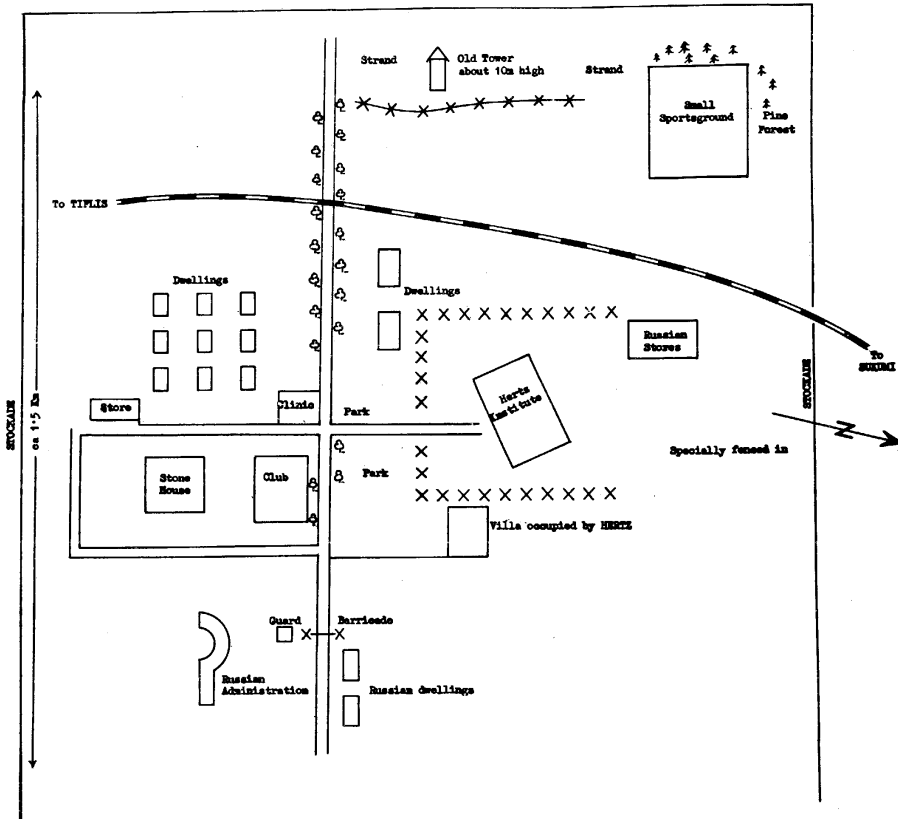 Strand
Old Tower
about 10m high
Strand
Small
Sportsground
Pine
Forest
To TIFLIS
Dwellings
Dwellings
Russian
Stores
To
SUKUMI
STOCKADE
ca 1·5 Km
Store
Clinic
Park
Hertz
Institute
STOCKADE
N
Specially fenced in
Stone
House
Club
Park
Villa occupied by HERTZ
Guard
Barricade
Russian
Administration
Russian dwellings